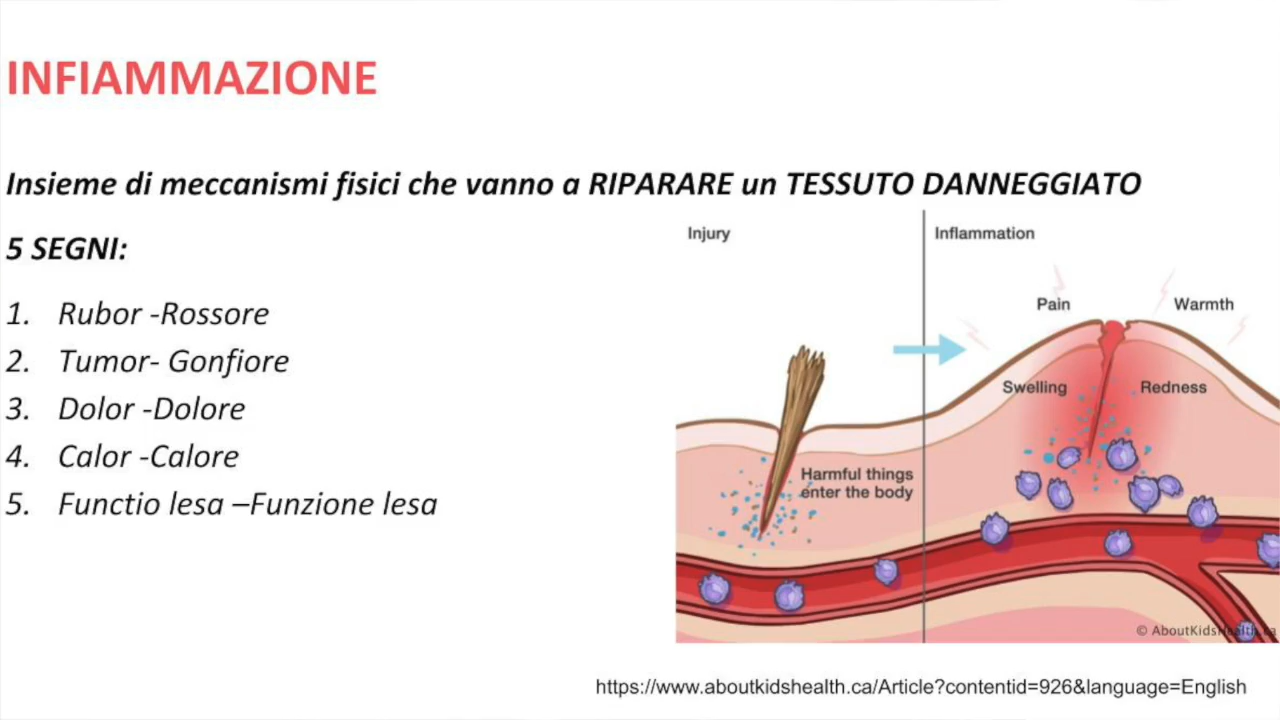 INFIAMMAZIONE
Insieme di meccanismi fisici che vanno a RIPARARE un TESSUTO DANNEGGIATO
5 SEGNI:
1. Rubor -Rossore
2. Tumor- Gonfiore
3. Dolor -Dolore
4. Calor -Calore
5. Functio lesa –Funzione lesa
Injury
Harmful things
enter the body
Inflammation
Pain
Warmth
Swelling
Redness
© AboutKidsHealth.ca
https://www.aboutkidshealth.ca/Article?contentid=926&language=English